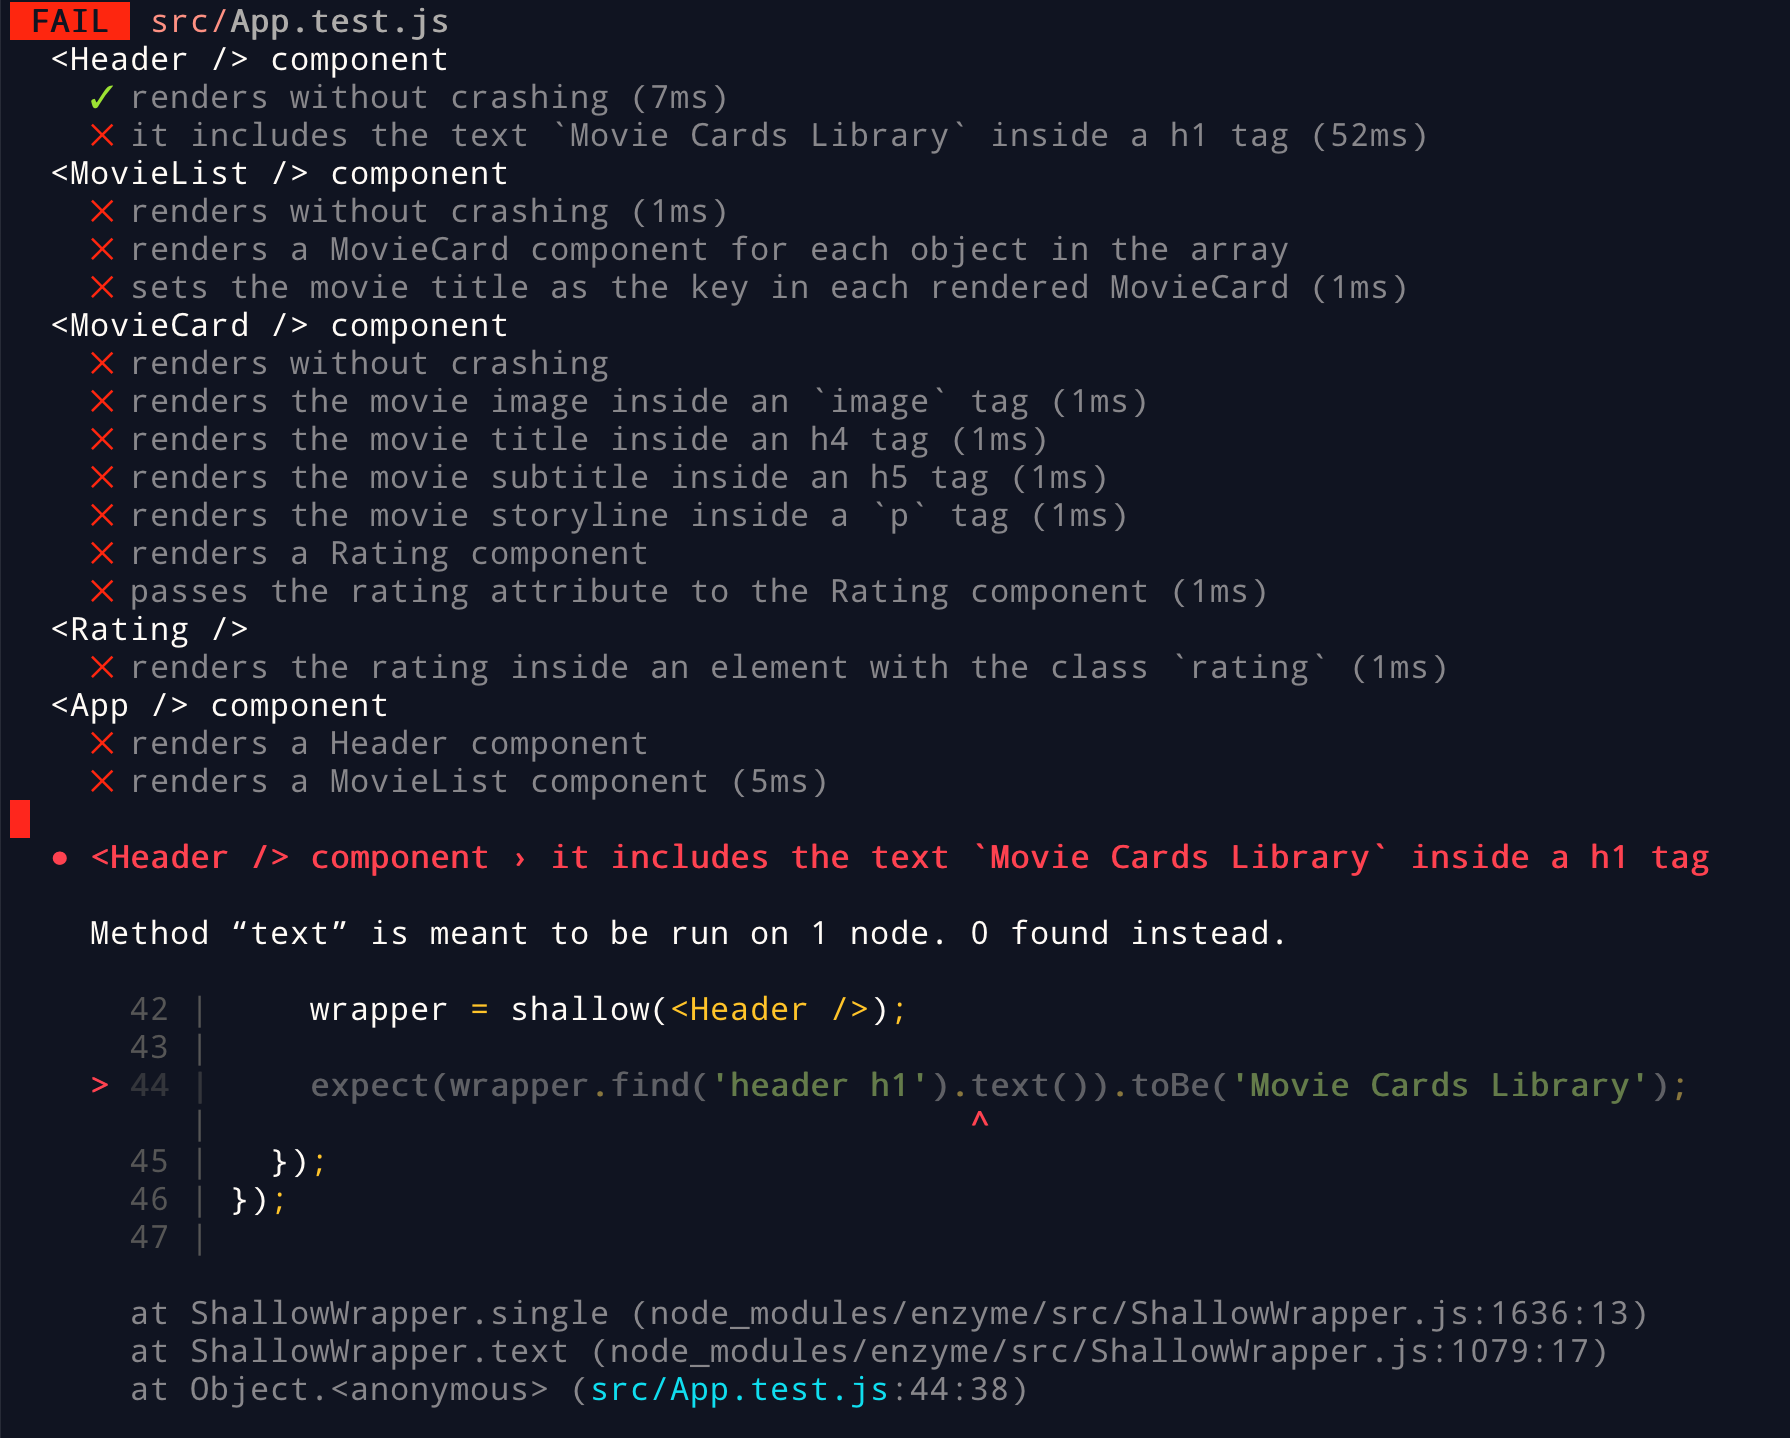 FAIL src/App.test.js
<Header /> component
✓ renders without crashing (7ms)
✕ it includes the text `Movie Cards Library` inside a h1 tag (52ms)
<MovieList /> component
✕ renders without crashing (1ms)
✕ renders a MovieCard component for each object in the array
✕ sets the movie title as the key in each rendered MovieCard (1ms)
<MovieCard /> component
✕ renders without crashing
✕ renders the movie image inside an `image` tag (1ms)
✕ renders the movie title inside an h4 tag (1ms)
✕ renders the movie subtitle inside an h5 tag (1ms)
✕ renders the movie storyline inside a `p` tag (1ms)
✕ renders a Rating component
✕ passes the rating attribute to the Rating component (1ms)
<Rating />
✕ renders the rating inside an element with the class `rating` (1ms)
<App /> component
✕ renders a Header component
✕ renders a MovieList component (5ms)
● <Header /> component › it includes the text `Movie Cards Library` inside a h1 tag
Method “text” is meant to be run on 1 node. 0 found instead.
42 |     wrapper = shallow(<Header />);
43 |
> 44 |     expect(wrapper.find('header h1').text()).toBe('Movie Cards Library');
|                                      ^
45 |   });
46 | });
47 |
at ShallowWrapper.single (node_modules/enzyme/src/ShallowWrapper.js:1636:13)
at ShallowWrapper.text (node_modules/enzyme/src/ShallowWrapper.js:1079:17)
at Object.<anonymous> (src/App.test.js:44:38)